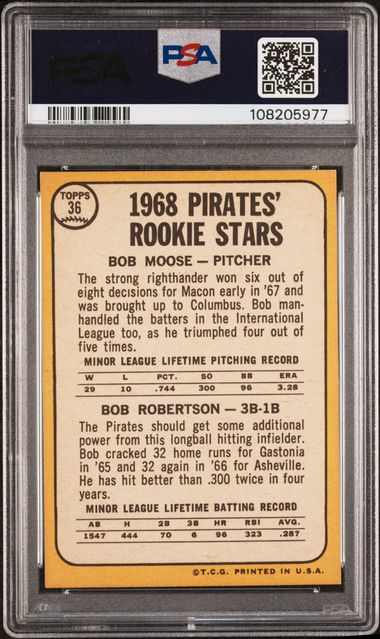 PSA
PSA
108205977
TOPPS
36
1968 PIRATES'
ROOKIE STARS
BOB MOOSE — PITCHER
The strong righthander won six out of
eight decisions for Macon early in '67 and
was brought up to Columbus. Bob man-
handled the batters in the International
League too, as he triumphed four out of
five times.
MINOR LEAGUE LIFETIME PITCHING RECORD
W L PCT. SO BB ERA
29 10 .744 300 96 3.28
BOB ROBERTSON — 3B-1B
The Pirates should get some additional
power from this longball hitting infielder.
Bob cracked 32 home runs for Gastonia
in '65 and 32 again in '66 for Asheville.
He has hit better than .300 twice in four
years.
MINOR LEAGUE LIFETIME BATTING RECORD
AB H 2B 3B HR RBI AVG.
1547 444 70 6 96 323 .287
©T.C.G. PRINTED IN U.S.A.